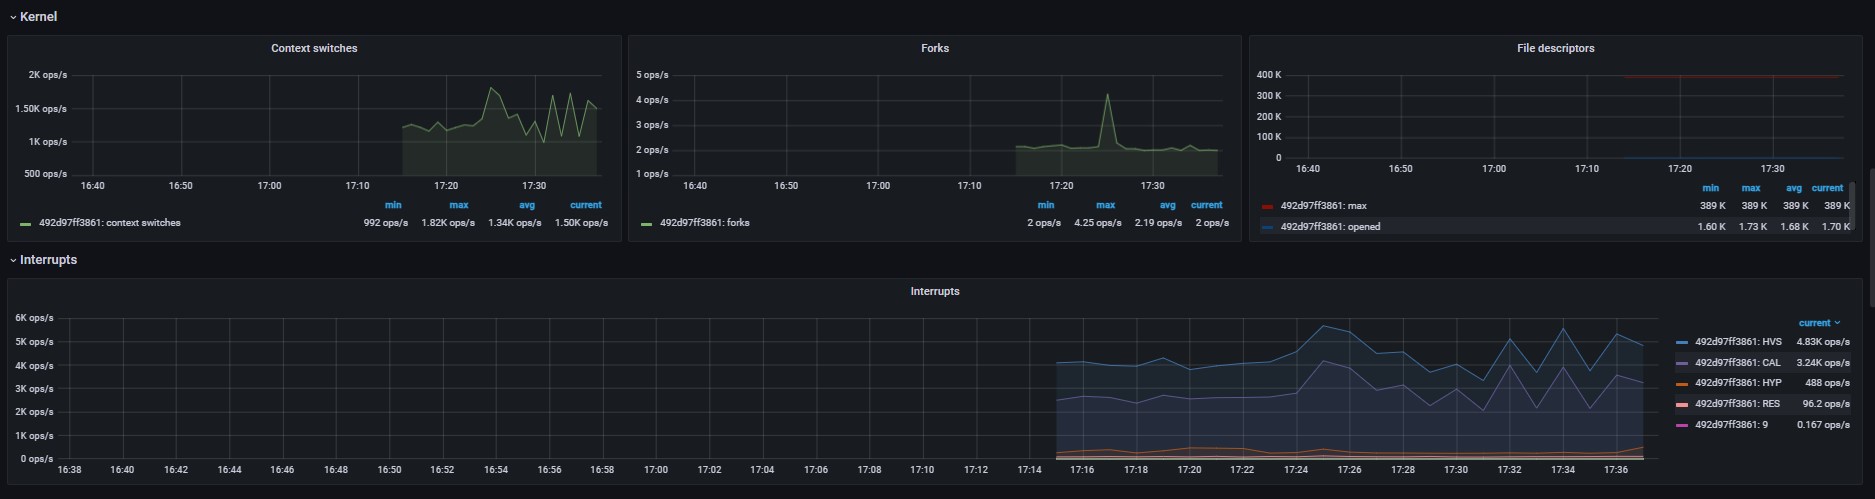 Kernel
Context switches
2K ops/s
1.50K ops/s
1K ops/s
500 ops/s
16:40 16:50 17:00 17:10 17:20 17:30
min max avg current
492d97ff3861: context switches 992 ops/s 1.82K ops/s 1.34K ops/s 1.50K ops/s
Forks
5 ops/s
4 ops/s
3 ops/s
2 ops/s
1 ops/s
16:40 16:50 17:00 17:10 17:20 17:30
min max avg current
492d97ff3861: forks 2 ops/s 4.25 ops/s 2.19 ops/s 2 ops/s
File descriptors
400 K
300 K
200 K
100 K
0
16:40 16:50 17:00 17:10 17:20 17:30
min max avg current
492d97ff3861: max 389 K 389 K 389 K 389 K
492d97ff3861: opened 1.60 K 1.73 K 1.68 K 1.70 K
Interrupts
Interrupts
6K ops/s
5K ops/s
4K ops/s
3K ops/s
2K ops/s
1K ops/s
0 ops/s
16:38 16:40 16:42 16:44 16:46 16:48 16:50 16:52 16:54 16:56 16:58 17:00 17:02 17:04 17:06 17:08 17:10 17:12 17:14 17:16 17:18 17:20 17:22 17:24 17:26 17:28 17:30 17:32 17:34 17:36
current
492d97ff3861: HVS 4.83K ops/s
492d97ff3861: CAL 3.24K ops/s
492d97ff3861: HYP 488 ops/s
492d97ff3861: RES 96.2 ops/s
492d97ff3861: 9 0.167 ops/s